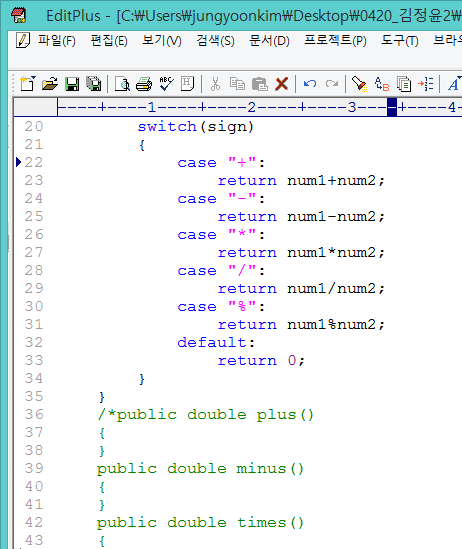 EditPlus - [C:₩Users₩jungyoonkim₩Desktop₩0420_김정윤2₩
파일(F) 편집(E) 보기(V) 검색(S) 문서(D) 프로젝트(P) 도구(T) 브라우
----+----1----+----2----+----3----+----4-
20 switch(sign)
21 {
22 case "+":
23 return num1+num2;
24 case "-":
25 return num1-num2;
26 case "*":
27 return num1*num2;
28 case "/":
29 return num1/num2;
30 case "%":
31 return num1%num2;
32 default:
33 return 0;
34 }
35 }
36 /*public double plus()
37 {
38 }
39 public double minus()
40 {
41 }
42 public double times()
43 {